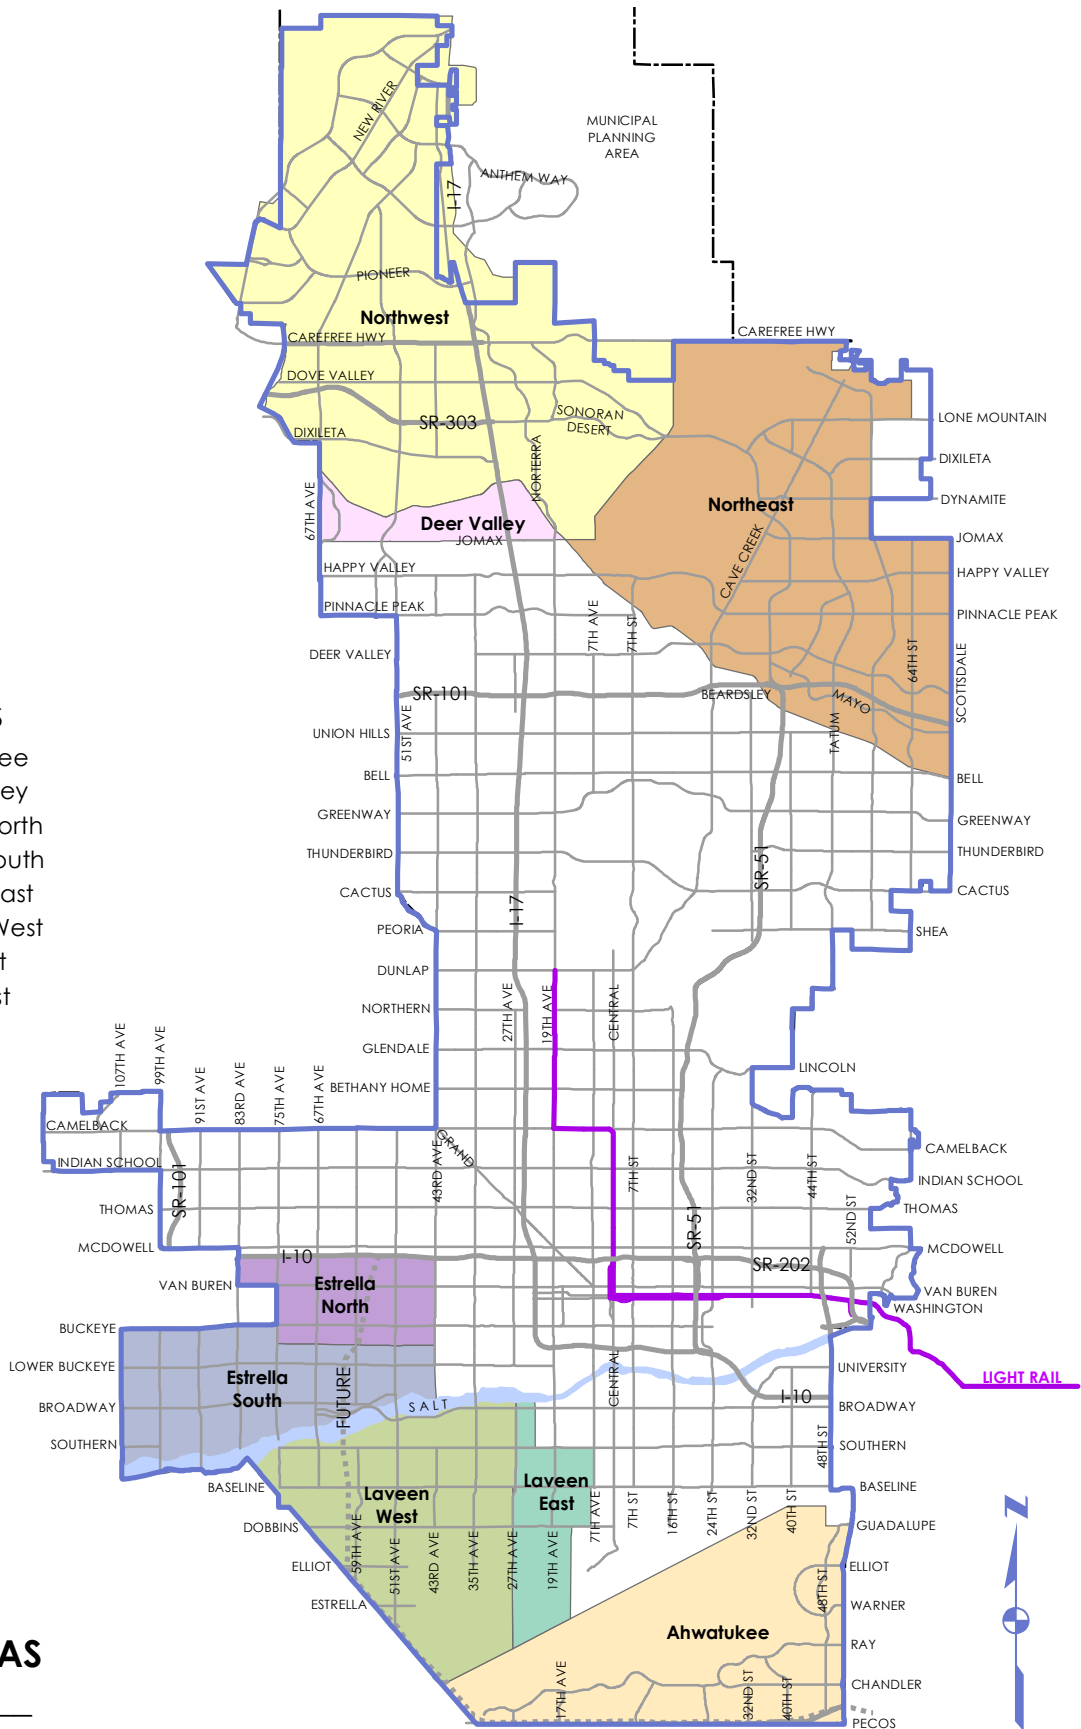 MUNICIPAL
PLANNING
AREA
NEW RIVER
ANTHEM WAY
I-17
PIONEER
Northwest
CAREFREE HWY
CAREFREE HWY
DOVE VALLEY
SR-303
SONORAN
DESERT
LONE MOUNTAIN
DIXILETA
DIXILETA
NORTERRA
67TH AVE
Northeast
DYNAMITE
Deer Valley
JOMAX
JOMAX
CAVE CREEK
HAPPY VALLEY
HAPPY VALLEY
PINNACLE PEAK
PINNACLE PEAK
7TH AVE
7TH ST
DEER VALLEY
64TH ST
SCOTTSDALE
SR-101
BEARDSLEY
MAYO
51ST AVE
UNION HILLS
TATUM
BELL
BELL
GREENWAY
GREENWAY
THUNDERBIRD
THUNDERBIRD
SR-51
CACTUS
CACTUS
I-17
PEORIA
SHEA
DUNLAP
NORTHERN
27TH AVE
19TH AVE
CENTRAL
GLENDALE
LINCOLN
BETHANY HOME
S
ee
ey
orth
outh
ast
West
t
st
107TH AVE
99TH AVE
91ST AVE
83RD AVE
75TH AVE
67TH AVE
CAMELBACK
CAMELBACK
GRAND
INDIAN SCHOOL
INDIAN SCHOOL
SR-101
43RD AVE
7TH ST
32ND ST
44TH ST
THOMAS
THOMAS
52ND ST
SR-51
MCDOWELL
MCDOWELL
I-10
SR-202
VAN BUREN
VAN BUREN
Estrella
North
WASHINGTON
BUCKEYE
LOWER BUCKEYE
UNIVERSITY
Estrella
South
FUTURE
CENTRAL
LIGHT RAIL
I-10
BROADWAY
BROADWAY
SALT
SOUTHERN
SOUTHERN
48TH ST
BASELINE
BASELINE
Laveen
West
Laveen
East
7TH AVE
7TH ST
16TH ST
24TH ST
32ND ST
40TH ST
DOBBINS
GUADALUPE
ELLIOT
ELLIOT
59TH AVE
51ST AVE
43RD AVE
35TH AVE
27TH AVE
19TH AVE
48TH ST
ESTRELLA
WARNER
Ahwatukee
RAY
17TH AVE
32ND ST
40TH ST
CHANDLER
PECOS
N
AS